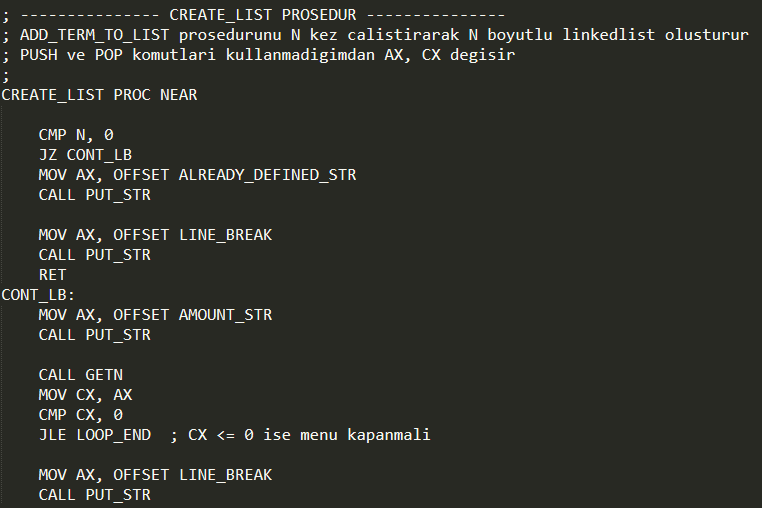 ; --------------- CREATE_LIST PROSEDUR ---------------
; ADD_TERM_TO_LIST prosedurunu N kez calistirarak N boyutlu linkedlist olusturur
; PUSH ve POP komutlari kullanmadigimdan AX, CX degisir
;
CREATE_LIST PROC NEAR
CMP N, 0
JZ CONT_LB
MOV AX, OFFSET ALREADY_DEFINED_STR
CALL PUT_STR
MOV AX, OFFSET LINE_BREAK
CALL PUT_STR
RET
CONT_LB:
MOV AX, OFFSET AMOUNT_STR
CALL PUT_STR
CALL GETN
MOV CX, AX
CMP CX, 0
JLE LOOP_END  ; CX <= 0 ise menu kapanmali
MOV AX, OFFSET LINE_BREAK
CALL PUT_STR